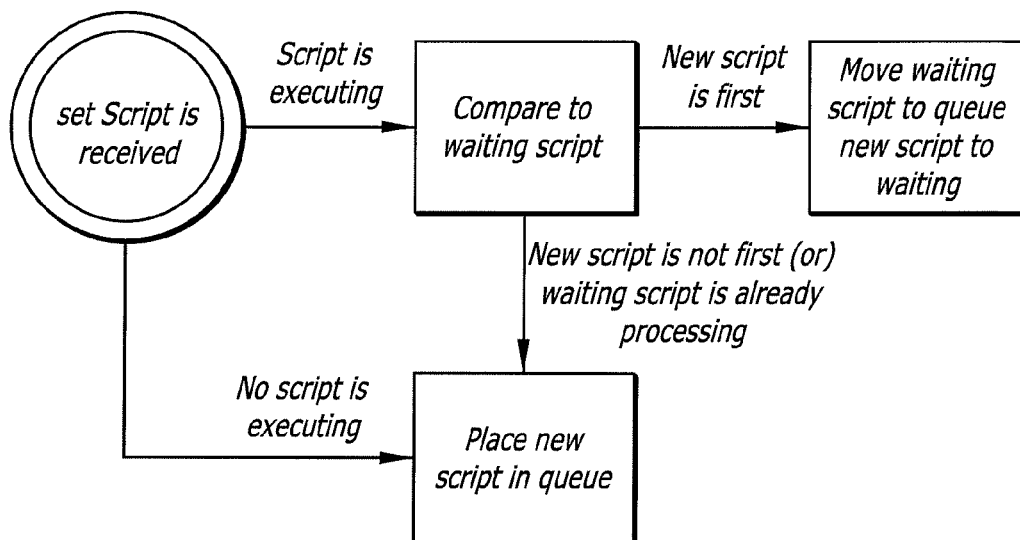 set Script is
received
Script is
executing
Compare to
waiting script
New script
is first
Move waiting
script to queue
new script to
waiting
New script is not first (or)
waiting script is already
processing
No script is
executing
Place new
script in queue